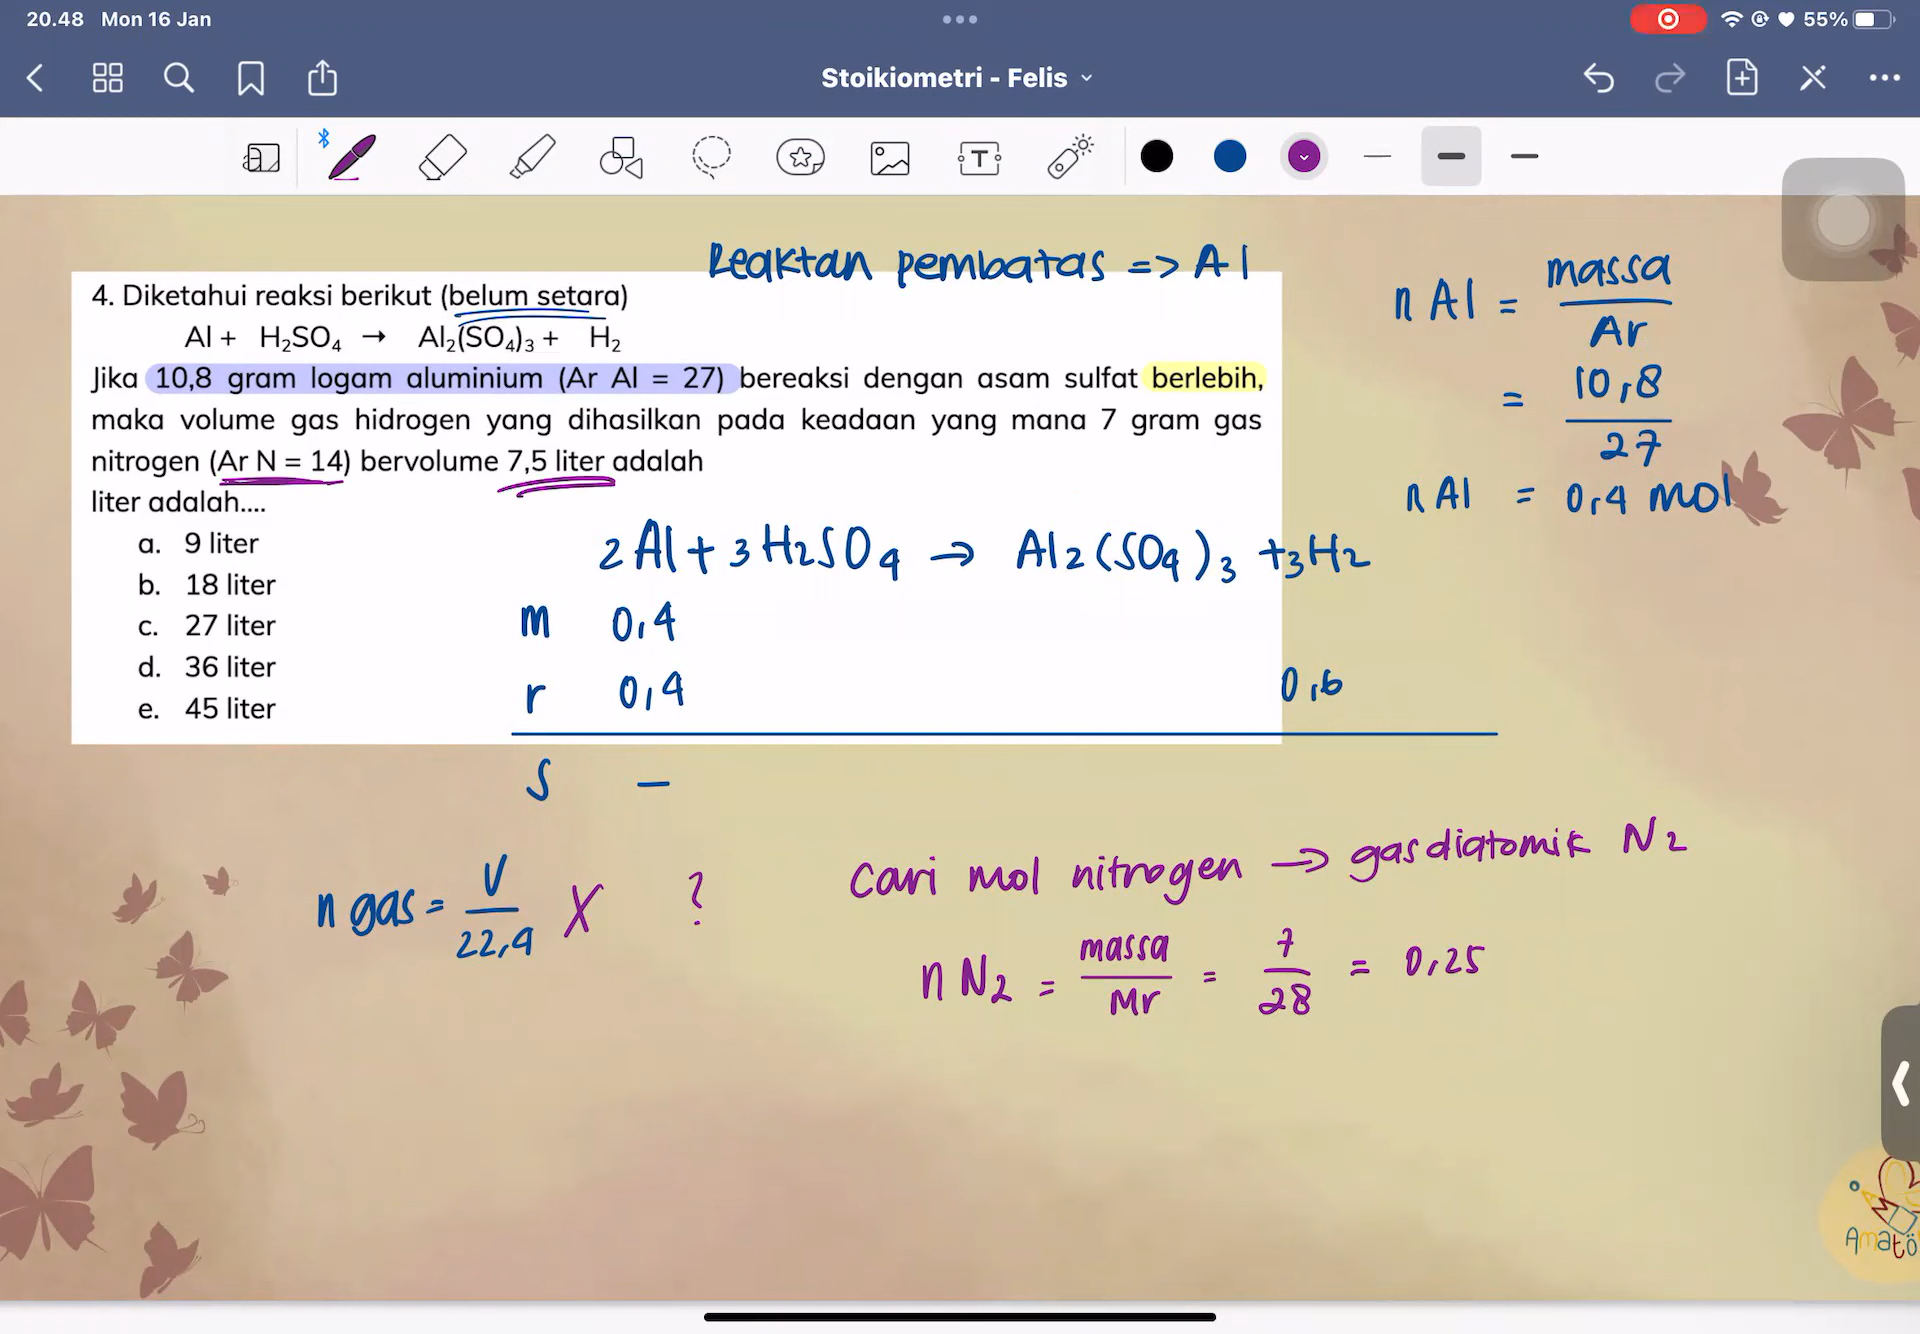 20.48 Mon 16 Jan
55%
Stoikiometri - Felis
Reaktan pembatas => Al
4. Diketahui reaksi berikut (belum setara)
Al + H₂SO₄ → Al₂(SO₄)₃ + H₂
Jika 10,8 gram logam aluminium (Ar Al = 27) bereaksi dengan asam sulfat berlebih,
maka volume gas hidrogen yang dihasilkan pada keadaan yang mana 7 gram gas
nitrogen (Ar N = 14) bervolume 7,5 liter adalah
liter adalah....
a. 9 liter
b. 18 liter
c. 27 liter
d. 36 liter
e. 45 liter
n Al = massa / Ar
= 10,8 / 27
n Al = 0,4 mol
2Al + 3H₂SO₄ → Al₂(SO₄)₃ + 3H₂
m 0,4
r 0,4 0,6
s –
n gas = V / 22,4 X ?
Cari mol nitrogen → gas diatomik N₂
n N₂ = massa / Mr = 7 / 28 = 0,25
Amatö